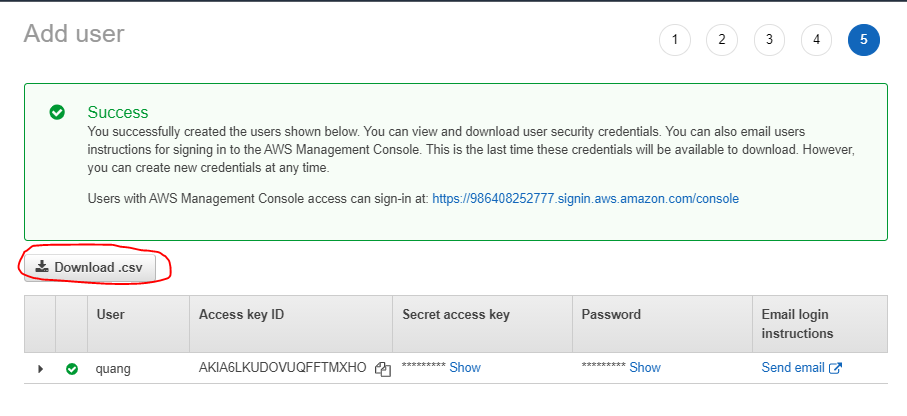 Add user
1 2 3 4 5
Success
You successfully created the users shown below. You can view and download user security credentials. You can also email users
instructions for signing in to the AWS Management Console. This is the last time these credentials will be available to download. However,
you can create new credentials at any time.
Users with AWS Management Console access can sign-in at: https://986408252777.signin.aws.amazon.com/console
Download .csv
User Access key ID Secret access key Password Email login
instructions
quang AKIA6LKUDOVUQFFTMXHO ********* Show ********* Show Send email